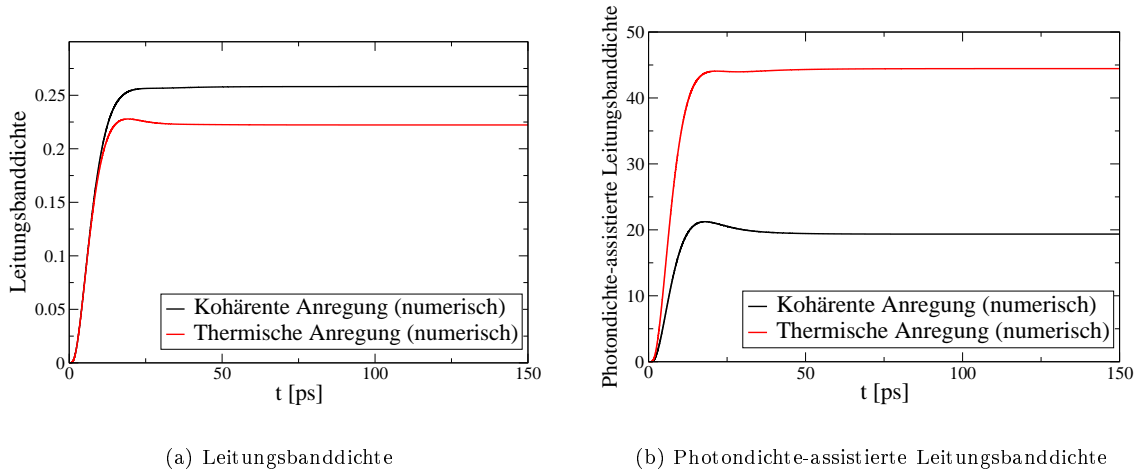 Leitungsbanddichte
0.25
0.2
0.15
0.1
0.05
0
0
50
100
150
t [ps]
Kohärente Anregung (numerisch)
Thermische Anregung (numerisch)
(a) Leitungsbanddichte
Photondichte-assistierte Leitungsbanddichte
50
40
30
20
10
0
0
50
100
150
t [ps]
Kohärente Anregung (numerisch)
Thermische Anregung (numerisch)
(b) Photondichte-assistierte Leitungsbanddichte